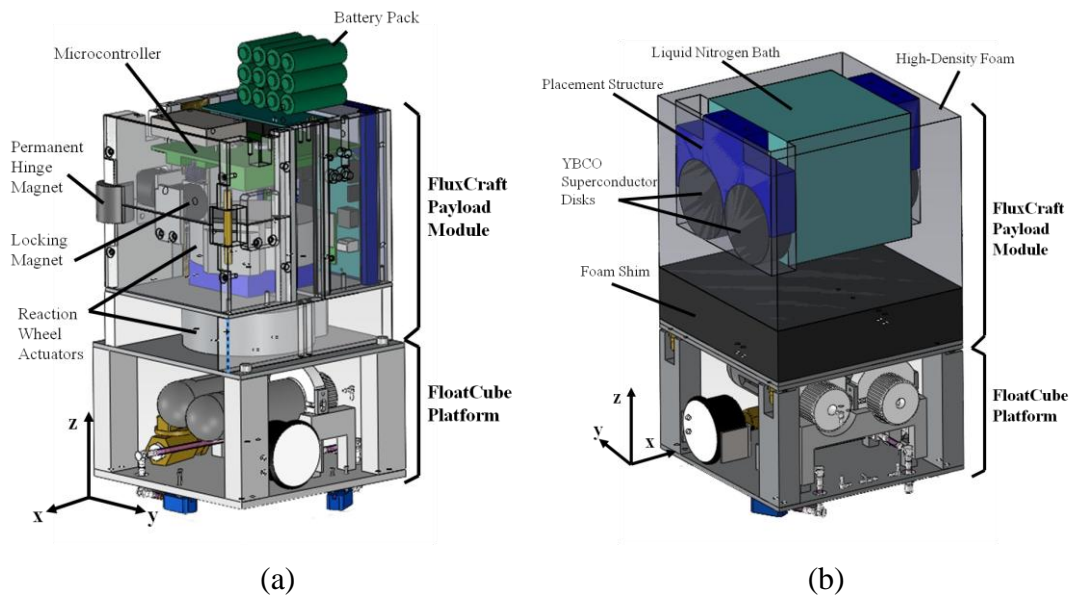 (a)
Battery Pack
Microcontroller
Permanent
Hinge
Magnet
Locking
Magnet
Reaction
Wheel
Actuators
FluxCraft
Payload
Module
FloatCube
Platform
z
x
y
(b)
Liquid Nitrogen Bath
High-Density Foam
Placement Structure
YBCO
Superconductor
Disks
Foam Shim
FluxCraft
Payload
Module
FloatCube
Platform
z
y
x